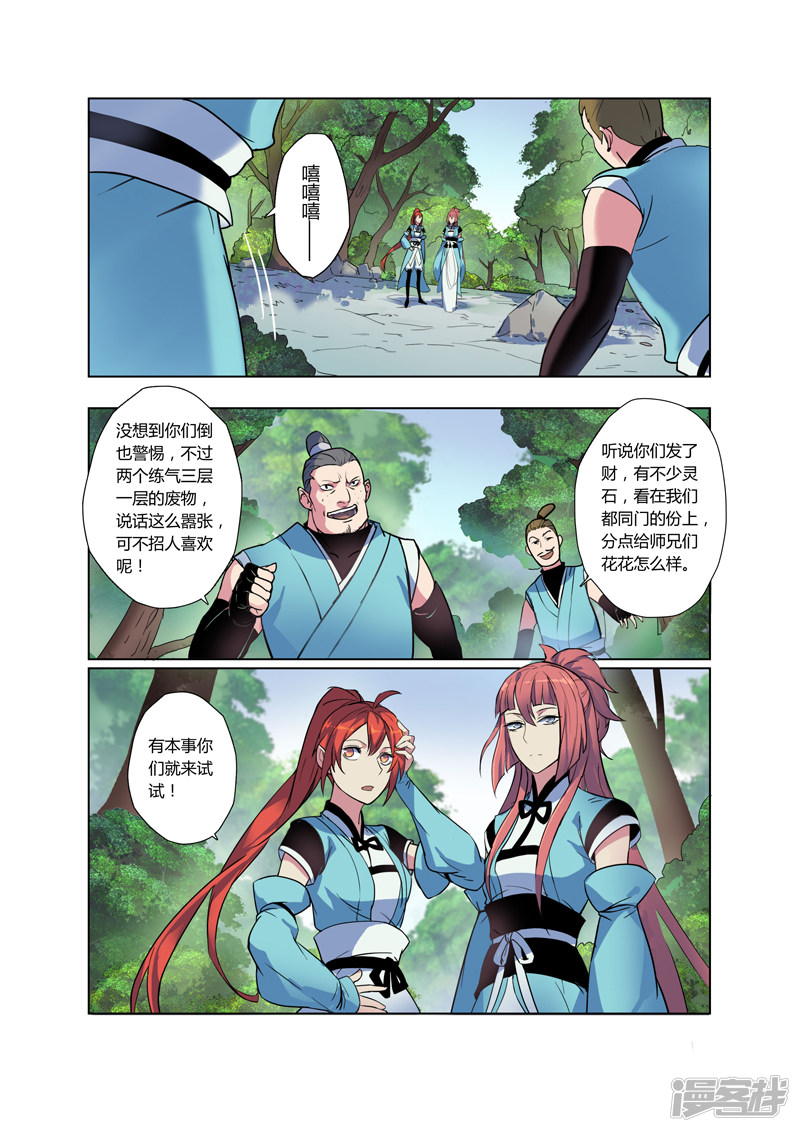 嘻嘻嘻——
没想到你们倒
也警惕，不过
两个练气三层
一层的废物，
说话这么嚣张，
可不招人喜欢
呢！
听说你们发了
财，有不少灵
石，看在我们
都同门的份上，
分点给师兄们
花花怎么样。
有本事你
们就来试
试！
漫客栈